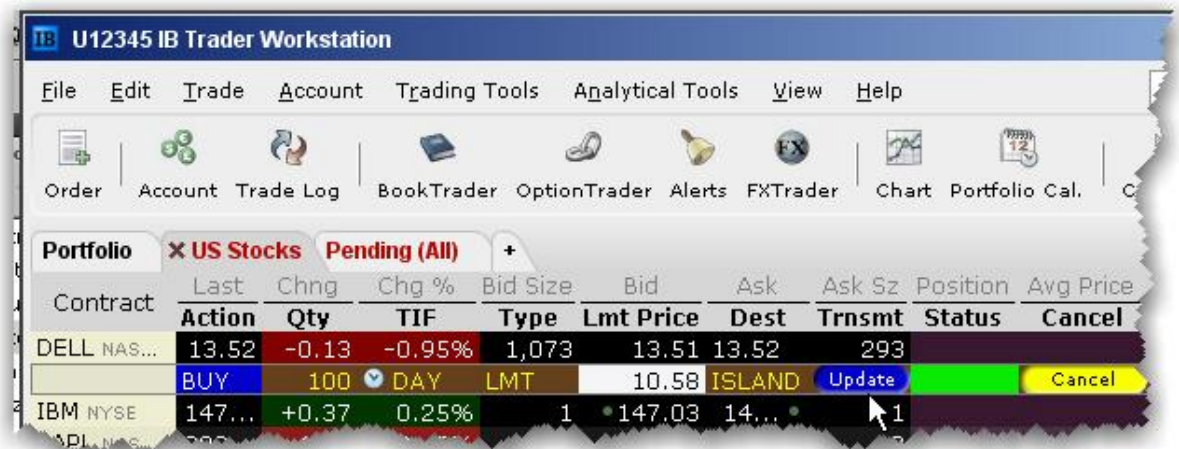 IB U12345 IB Trader Workstation
File Edit Trade Account Trading Tools Analytical Tools View Help
FX 12
Order Account Trade Log BookTrader OptionTrader Alerts FXTrader Chart Portfolio Cal.
Portfolio US Stocks Pending (All) +
Contract Last Chng Chg % Bid Size Bid Ask Ask Sz Position Avg Price
Action Qty TIF Type Lmt Price Dest Trnsmt Status Cancel
DELL NAS... 13.52 -0.13 -0.95% 1,073 13.51 13.52 293
BUY 100 DAY LMT 10.58 ISLAND Update Cancel
IBM NYSE 147... +0.37 0.25% 1 147.03 14... 1